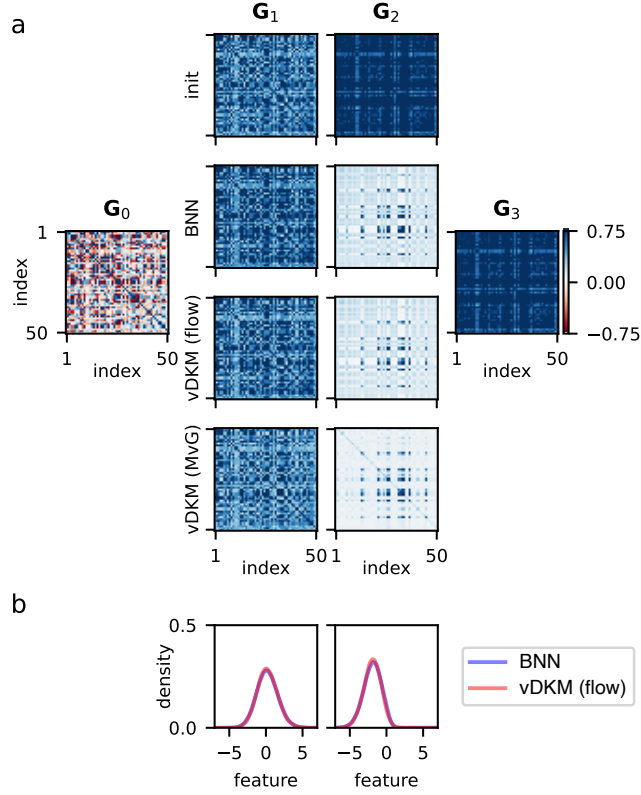 a
G1
G2
init
BNN
G0
G3
1
50
index
1
50
index
0.75
0.00
−0.75
1
50
index
vDKM (flow)
vDKM (MvG)
1
50
index
1
50
index
b
0.5
0.0
density
−5
0
5
feature
−5
0
5
feature
BNN
vDKM (flow)